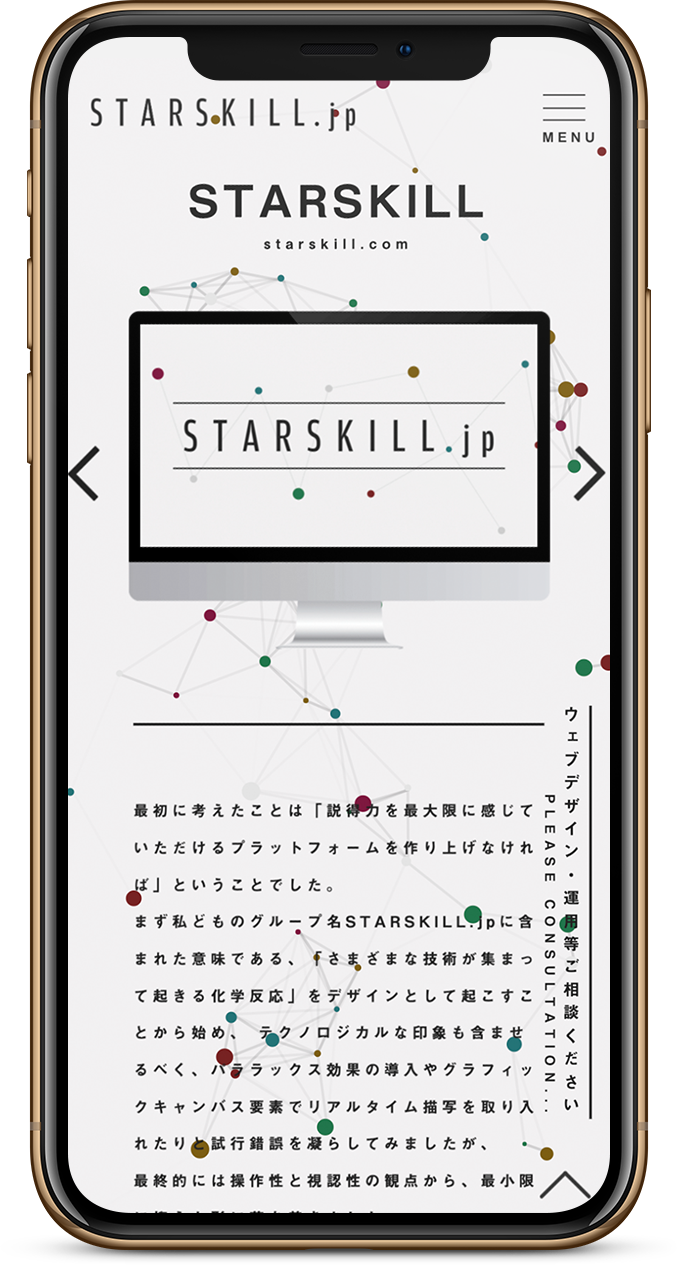 STARSKILL.jp
MENU
STARSKILL
starskill.com
STARSKILL.jp
ウェブデザイン・運用等ご相談ください
PLEASE CONSULTATION...
最初に考えたことは「説得力を最大限に感じて
いただけるプラットフォームを作り上げなけれ
ば」ということでした。
まず私どものグループ名STARSKILL.jpに含
まれた意味である、「さまざまな技術が集まっ
て起きる化学反応」をデザインとして起こすこ
とから始め、 テクノロジカルな印象も含ませ
るべく、パララックス効果の導入やグラフィッ
クキャンバス要素でリアルタイム描写を取り入
れたりと試行錯誤を凝らしてみましたが、
最終的には操作性と視認性の観点から、最小限